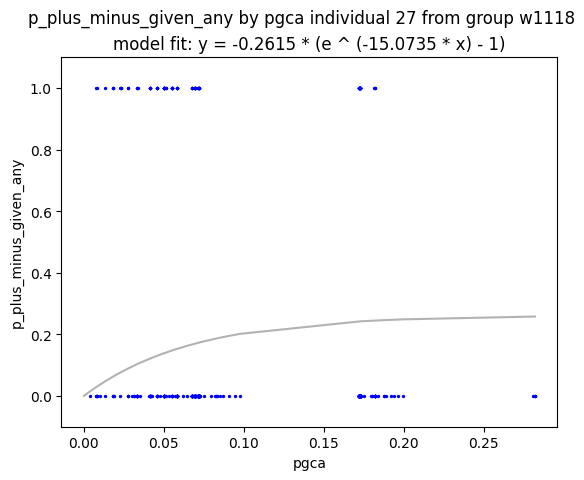 p_plus_minus_given_any by pgca individual 27 from group w1118
model fit: y = -0.2615 * (e ^ (-15.0735 * x) - 1)
1.0
0.8
0.6
0.4
0.2
0.0
p_plus_minus_given_any
0.00 0.05 0.10 0.15 0.20 0.25
pgca